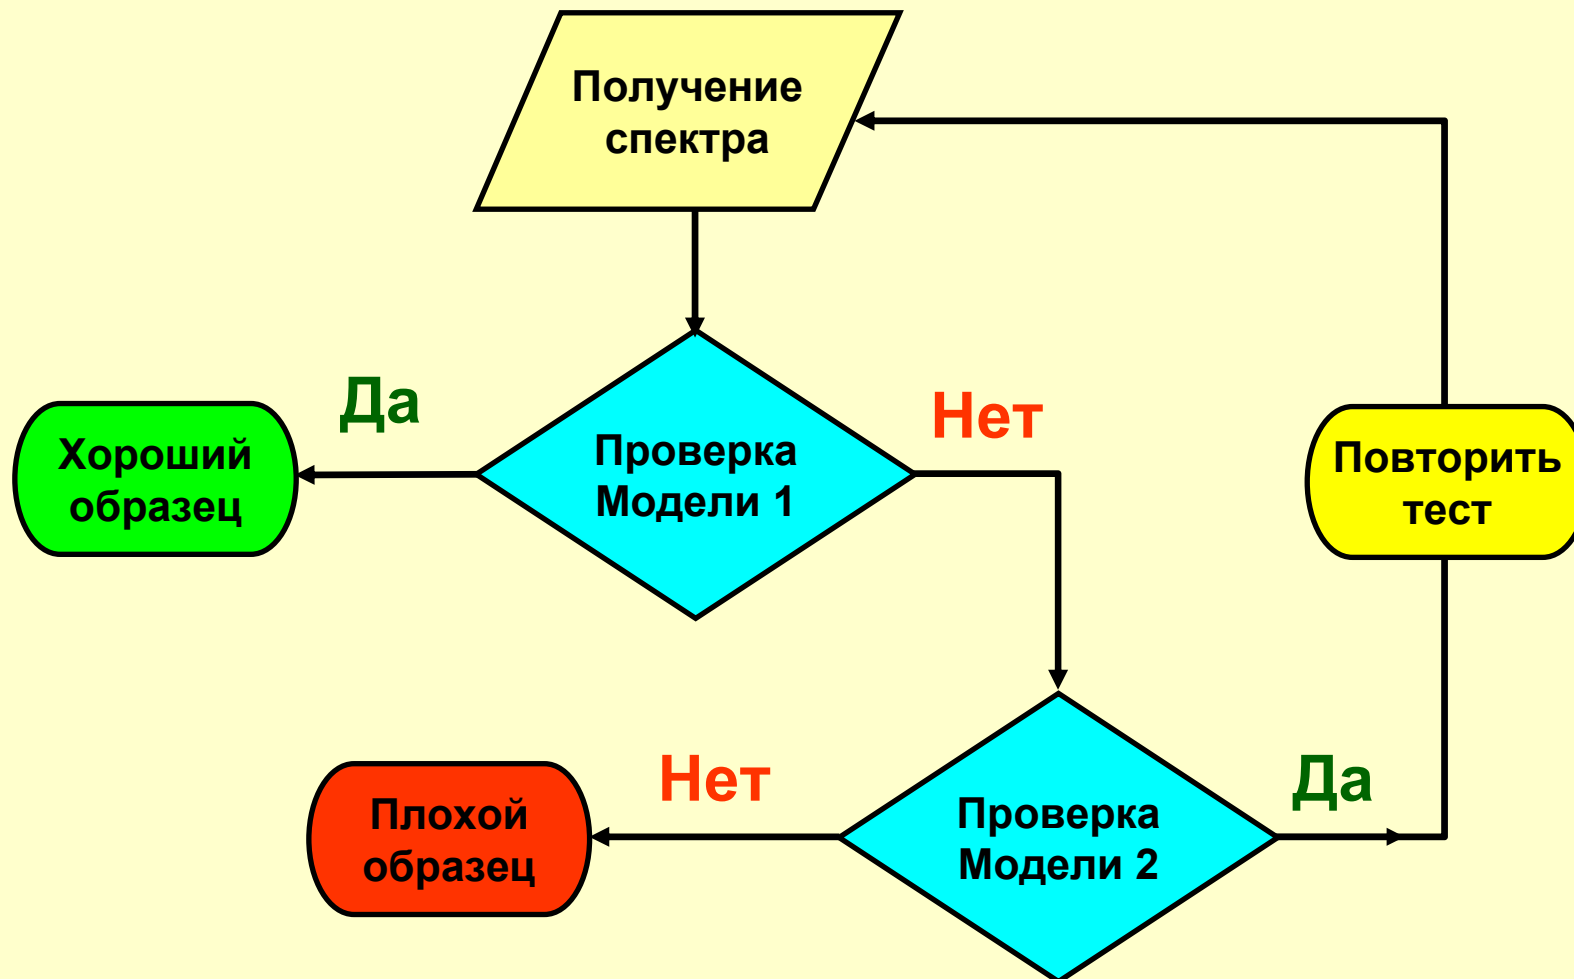 Получение
спектра
Да
Нет
Хороший
образец
Проверка
Модели 1
Повторить
тест
Нет
Да
Плохой
образец
Проверка
Модели 2